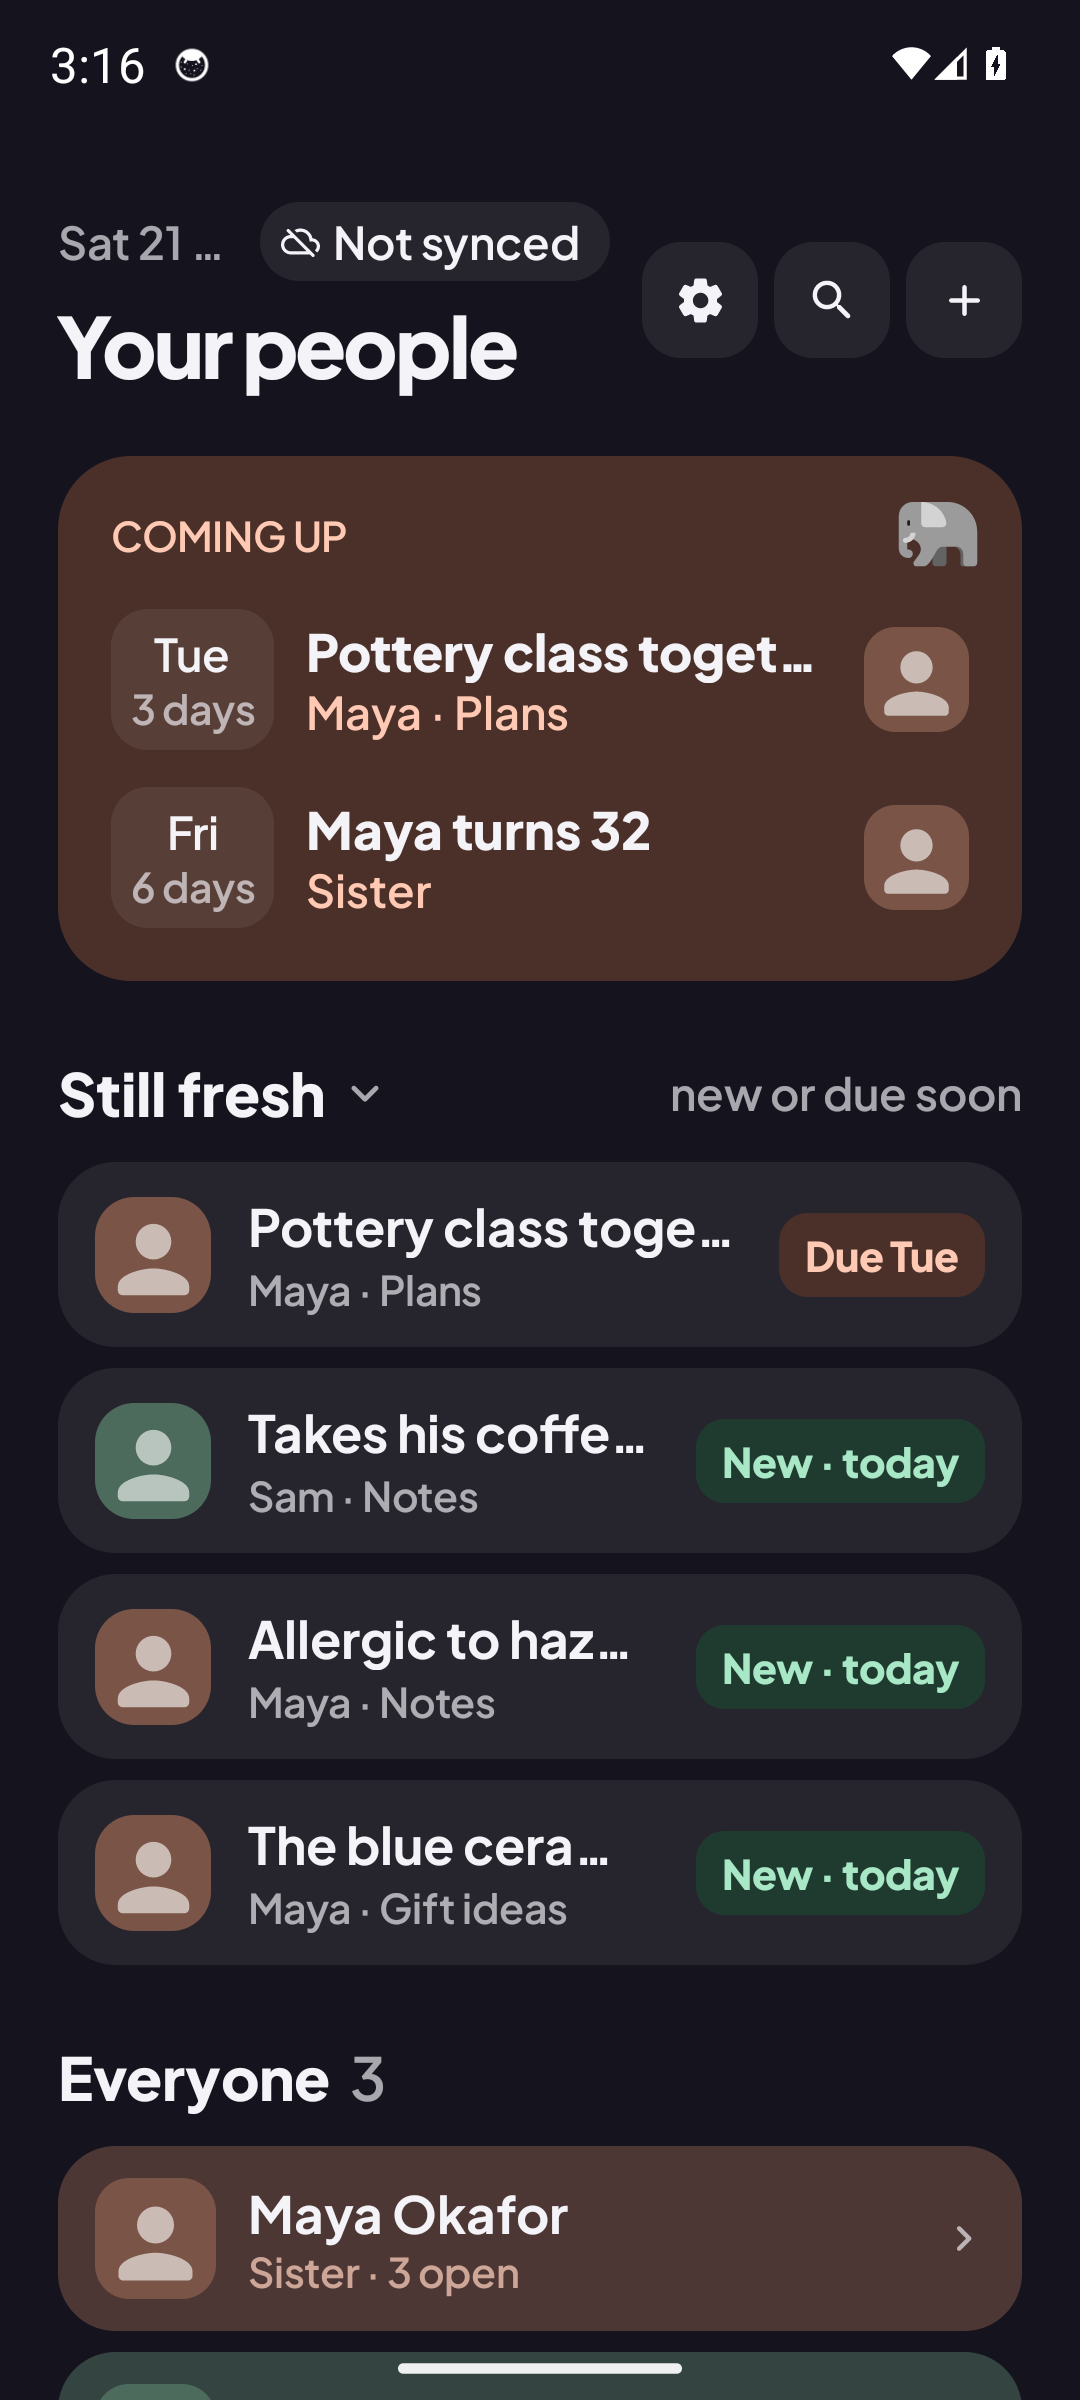 3:16
Sat 21 …
Not synced
Your people
COMING UP
Tue
3 days
Pottery class toget…
Maya · Plans
Fri
6 days
Maya turns 32
Sister
Still fresh
new or due soon
Pottery class toge…
Maya · Plans
Due Tue
Takes his coffe…
Sam · Notes
New · today
Allergic to haz…
Maya · Notes
New · today
The blue cera…
Maya · Gift ideas
New · today
Everyone 3
Maya Okafor
Sister · 3 open